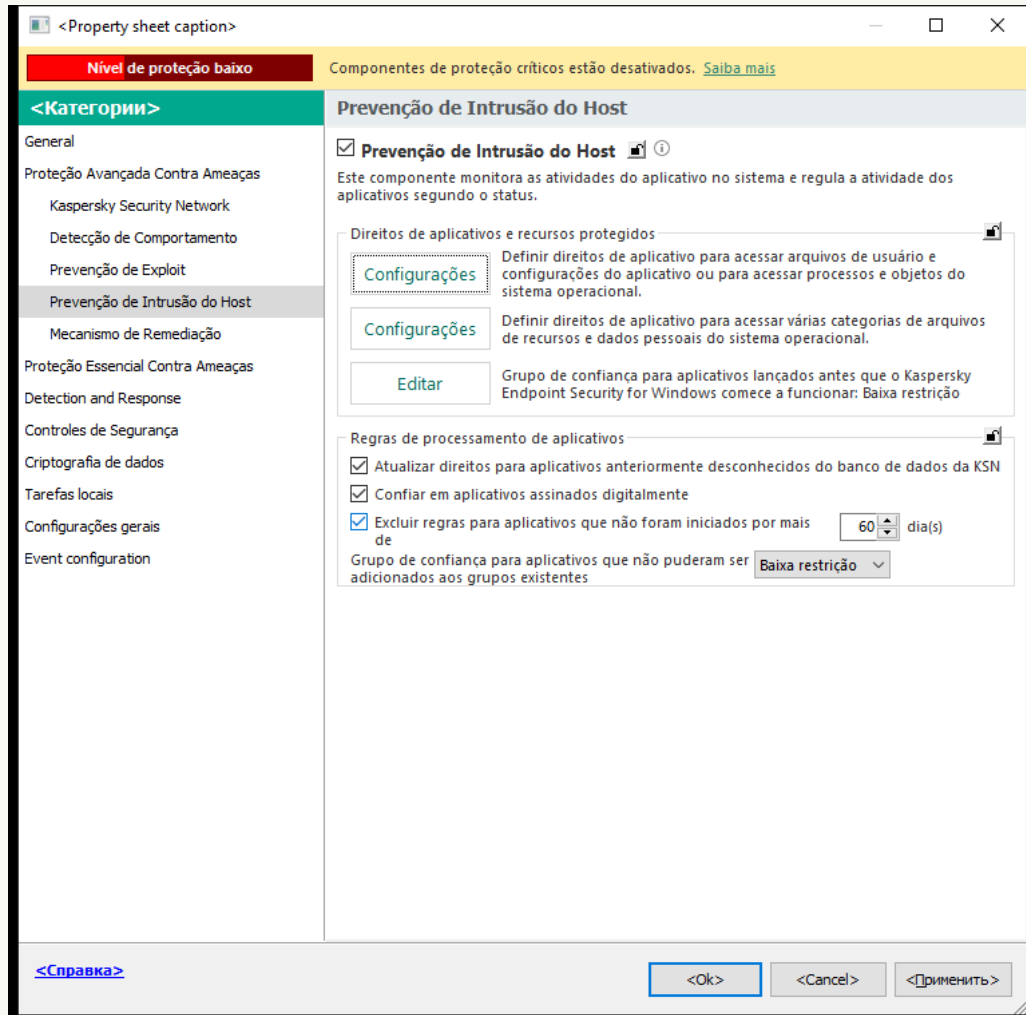 <Property sheet caption>
Nível de proteção baixo
Componentes de proteção críticos estão desativados. Saiba mais
<Категории>
General
Proteção Avançada Contra Ameaças
Kaspersky Security Network
Detecção de Comportamento
Prevenção de Exploit
Prevenção de Intrusão do Host
Mecanismo de Remediação
Proteção Essencial Contra Ameaças
Detection and Response
Controles de Segurança
Criptografia de dados
Tarefas locais
Configurações gerais
Event configuration
Prevenção de Intrusão do Host
Prevenção de Intrusão do Host
Este componente monitora as atividades do aplicativo no sistema e regula a atividade dos
aplicativos segundo o status.
Direitos de aplicativos e recursos protegidos
Configurações
Definir direitos de aplicativo para acessar arquivos de usuário e
configurações do aplicativo ou para acessar processos e objetos do
sistema operacional.
Configurações
Definir direitos de aplicativo para acessar várias categorias de arquivos
de recursos e dados pessoais do sistema operacional.
Editar
Grupo de confiança para aplicativos lançados antes que o Kaspersky
Endpoint Security for Windows comece a funcionar: Baixa restrição
Regras de processamento de aplicativos
Atualizar direitos para aplicativos anteriormente desconhecidos do banco de dados da KSN
Confiar em aplicativos assinados digitalmente
Excluir regras para aplicativos que não foram iniciados por mais
de
60 dia(s)
Grupo de confiança para aplicativos que não puderam ser
adicionados aos grupos existentes
Baixa restrição
<Справка>
<Ok>
<Cancel>
<Применить>